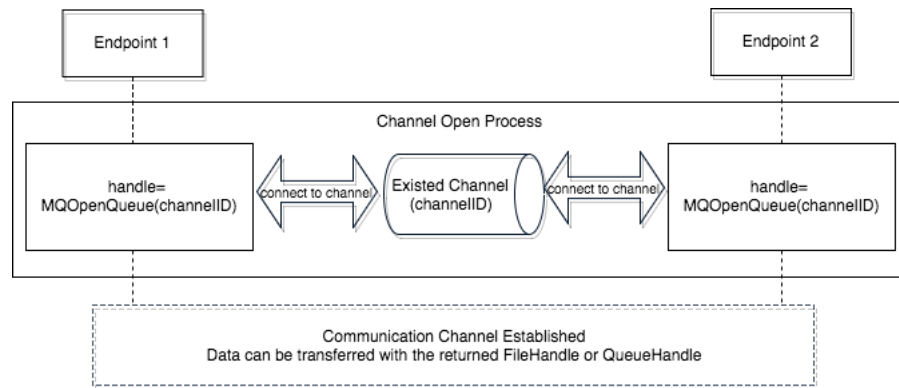 Endpoint 1
Endpoint 2
Channel Open Process
handle=
MQOpenQueue(channelID)
connect to channel
Existed Channel
(channelID)
connect to channel
handle=
MQOpenQueue(channelID)
Communication Channel Established
Data can be transferred with the returned FileHandle or QueueHandle